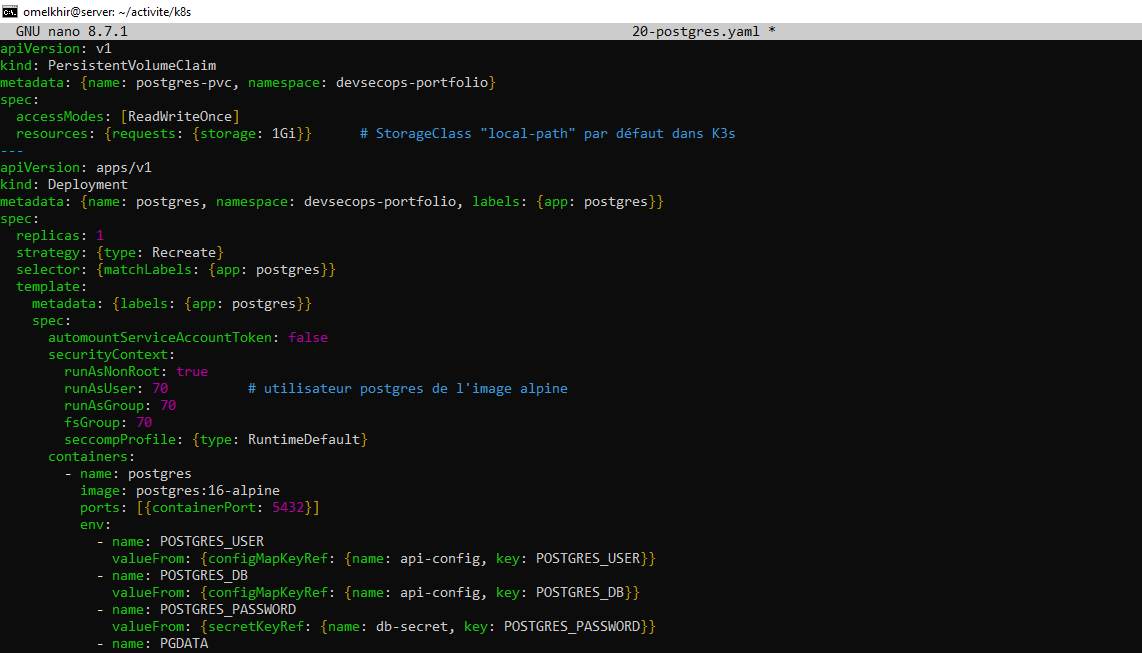 omelkhir@server: ~/activite/k8s
GNU nano 8.7.1 20-postgres.yaml *
apiVersion: v1
kind: PersistentVolumeClaim
metadata: {name: postgres-pvc, namespace: devsecops-portfolio}
spec:
  accessModes: [ReadWriteOnce]
  resources: {requests: {storage: 1Gi}}      # StorageClass "local-path" par défaut dans K3s
---
apiVersion: apps/v1
kind: Deployment
metadata: {name: postgres, namespace: devsecops-portfolio, labels: {app: postgres}}
spec:
  replicas: 1
  strategy: {type: Recreate}
  selector: {matchLabels: {app: postgres}}
  template:
    metadata: {labels: {app: postgres}}
    spec:
      automountServiceAccountToken: false
      securityContext:
        runAsNonRoot: true
        runAsUser: 70          # utilisateur postgres de l'image alpine
        runAsGroup: 70
        fsGroup: 70
        seccompProfile: {type: RuntimeDefault}
      containers:
        - name: postgres
          image: postgres:16-alpine
          ports: [{containerPort: 5432}]
          env:
            - name: POSTGRES_USER
              valueFrom: {configMapKeyRef: {name: api-config, key: POSTGRES_USER}}
            - name: POSTGRES_DB
              valueFrom: {configMapKeyRef: {name: api-config, key: POSTGRES_DB}}
            - name: POSTGRES_PASSWORD
              valueFrom: {secretKeyRef: {name: db-secret, key: POSTGRES_PASSWORD}}
            - name: PGDATA